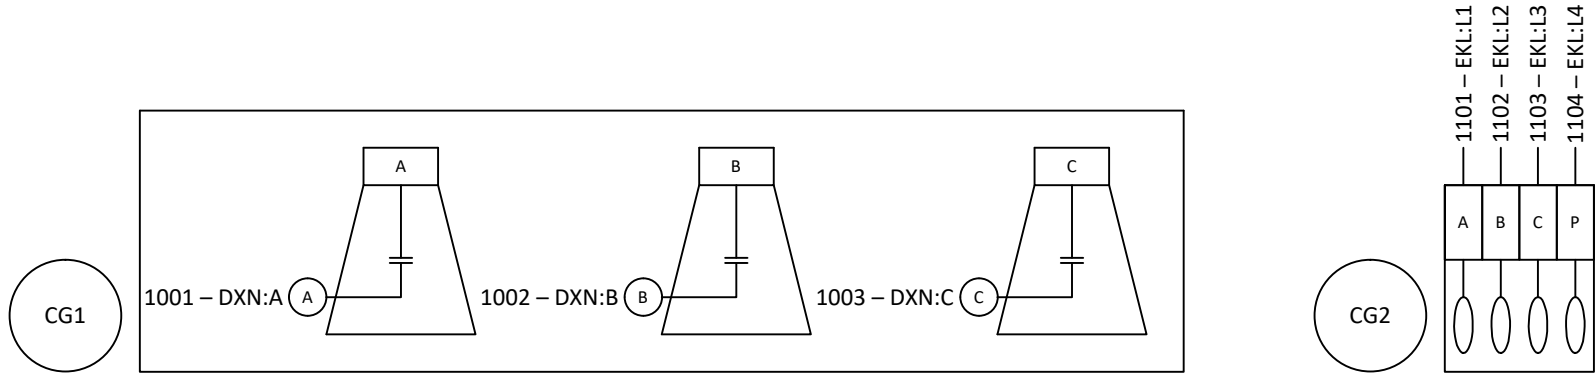 1101 – EKL:L1
1102 – EKL:L2
1103 – EKL:L3
1104 – EKL:L4
A
B
C
A
B
C
P
1001 – DXN:A
A
1002 – DXN:B
B
1003 – DXN:C
C
CG1
CG2